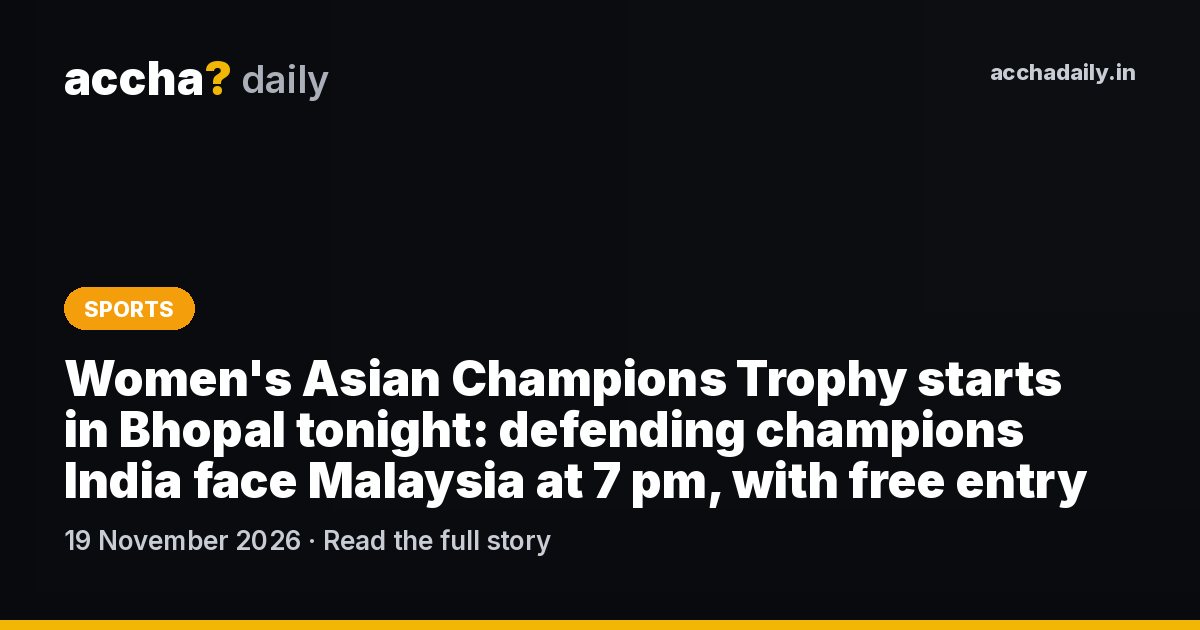 accha? daily
acchadaily.in
SPORTS
Women's Asian Champions Trophy starts
in Bhopal tonight: defending champions
India face Malaysia at 7 pm, with free entry
19 November 2026 · Read the full story